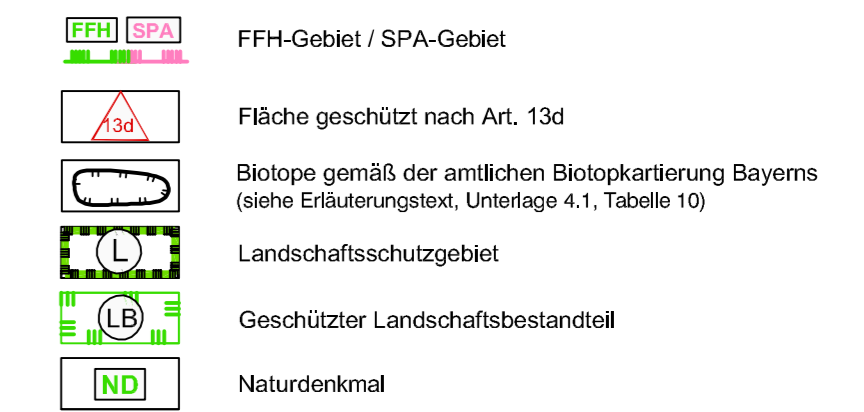 FFH SPA FFH-Gebiet / SPA-Gebiet
13d Fläche geschützt nach Art. 13d
Biotope gemäß der amtlichen Biotopkartierung Bayerns
(siehe Erläuterungstext, Unterlage 4.1, Tabelle 10)
L Landschaftsschutzgebiet
LB Geschützter Landschaftsbestandteil
ND Naturdenkmal